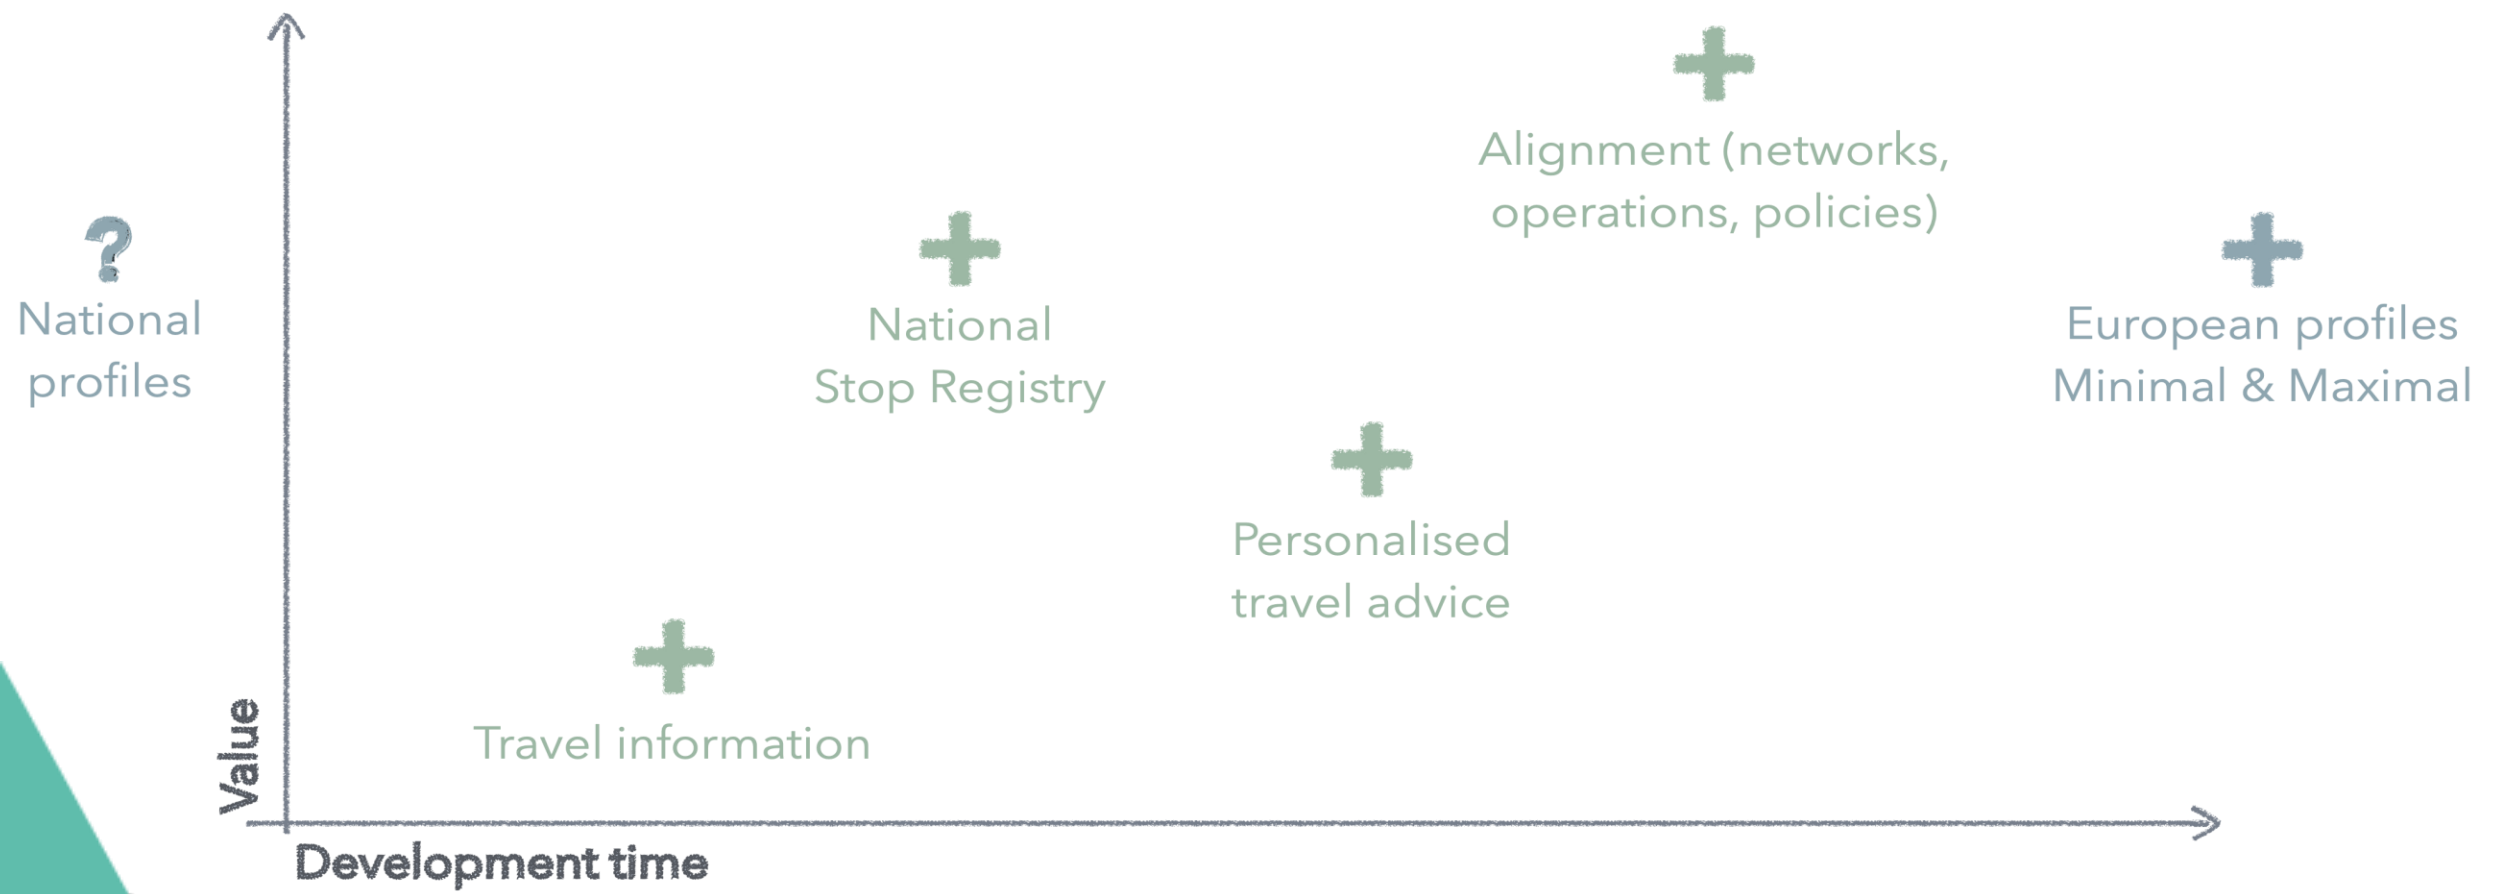 Alignment (networks,
operations, policies)
?
National
profiles
National
Stop Registry
European profiles
Minimal & Maximal
Personalised
travel advice
Travel information
Value
Development time